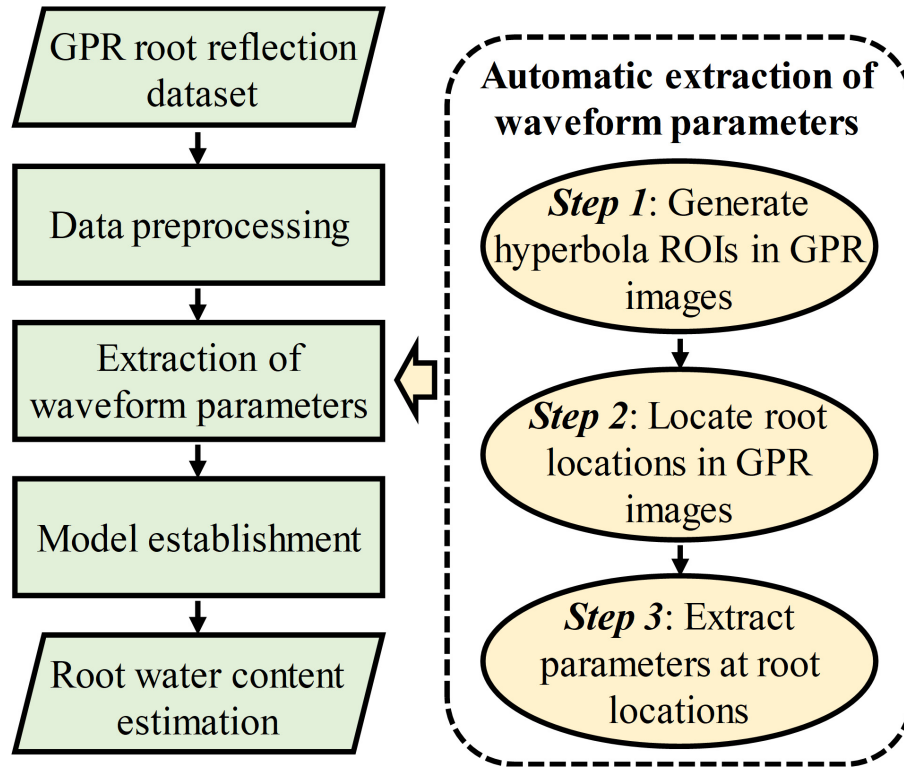 GPR root reflection
dataset
Data preprocessing
Extraction of
waveform parameters
Model establishment
Root water content
estimation
Automatic extraction of
waveform parameters
Step 1: Generate
hyperbola ROIs in GPR
images
Step 2: Locate root
locations in GPR
images
Step 3: Extract
parameters at root
locations